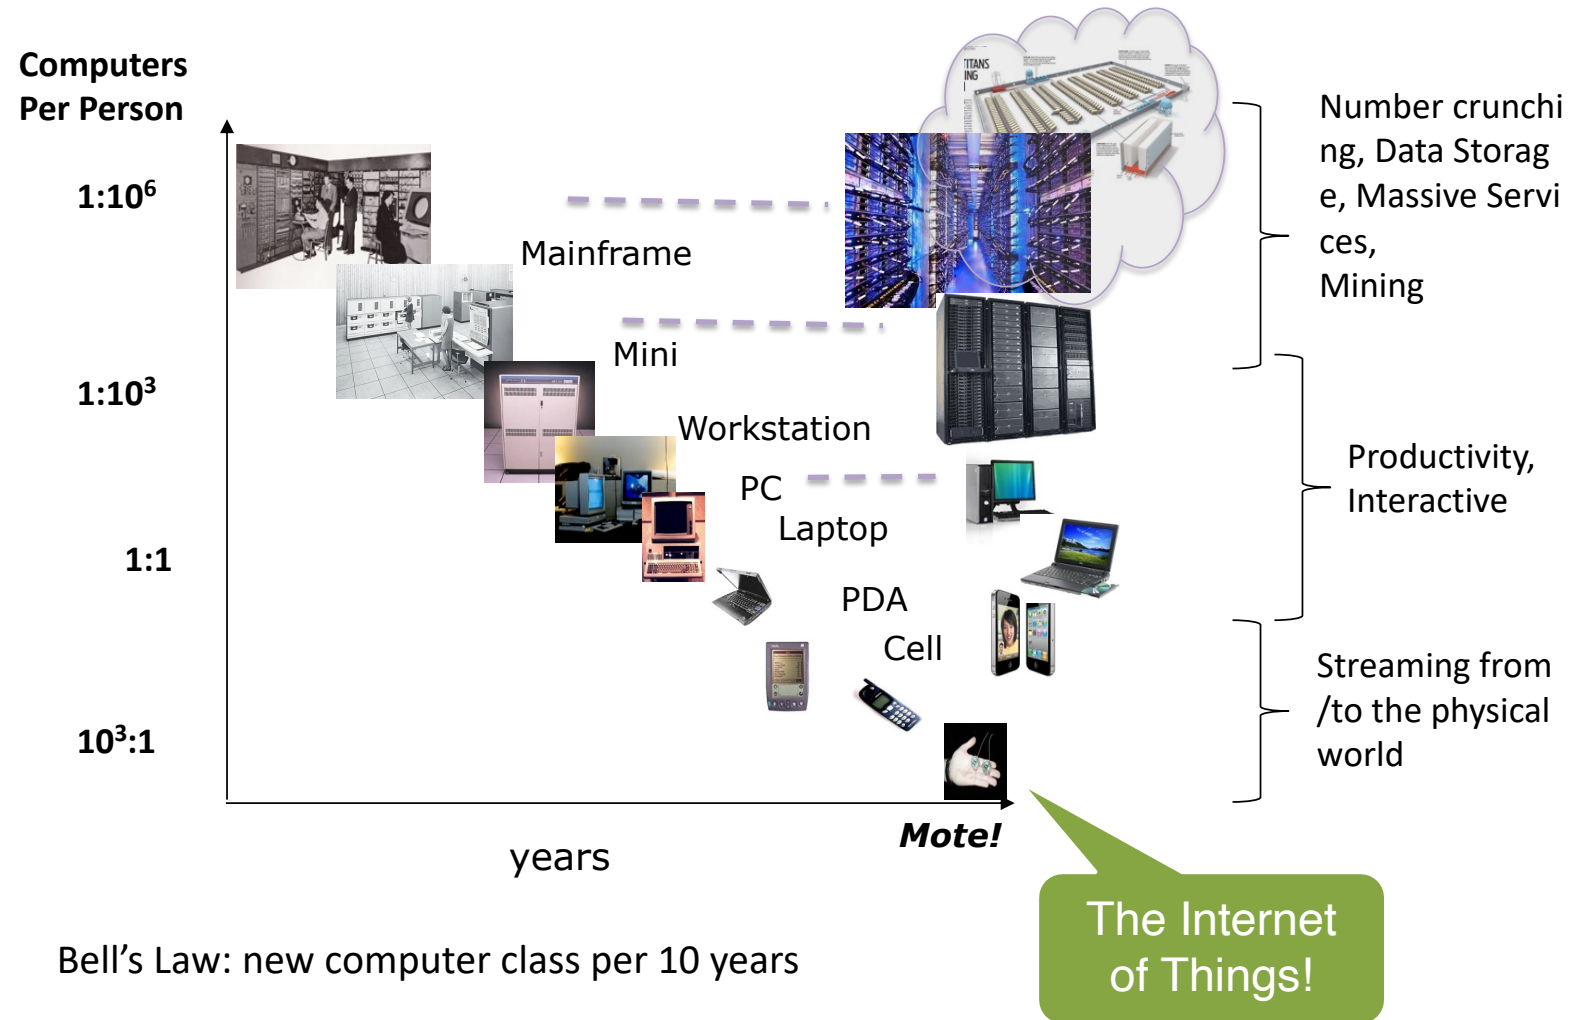 Computers
Per Person
TITANS
ING
1:10⁶
Mainframe
Mini
1:10³
Workstation
PC
Laptop
1:1
PDA
Cell
10³:1
Mote!
years
Number crunchi
ng, Data Storag
e, Massive Servi
ces,
Mining
Productivity,
Interactive
Streaming from
/to the physical
world
The Internet
of Things!
Bell’s Law: new computer class per 10 years